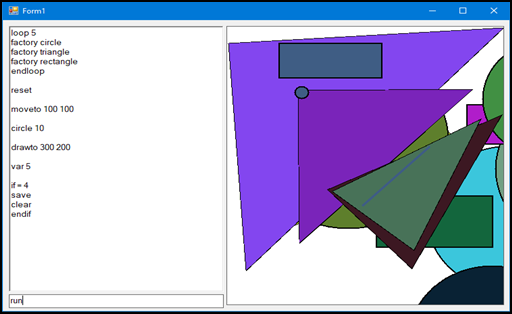 Form1
loop 5
factory circle
factory triangle
factory rectangle
endloop
reset
moveto 100 100
circle 10
drawto 300 200
var 5
if = 4
save
clear
endif
run